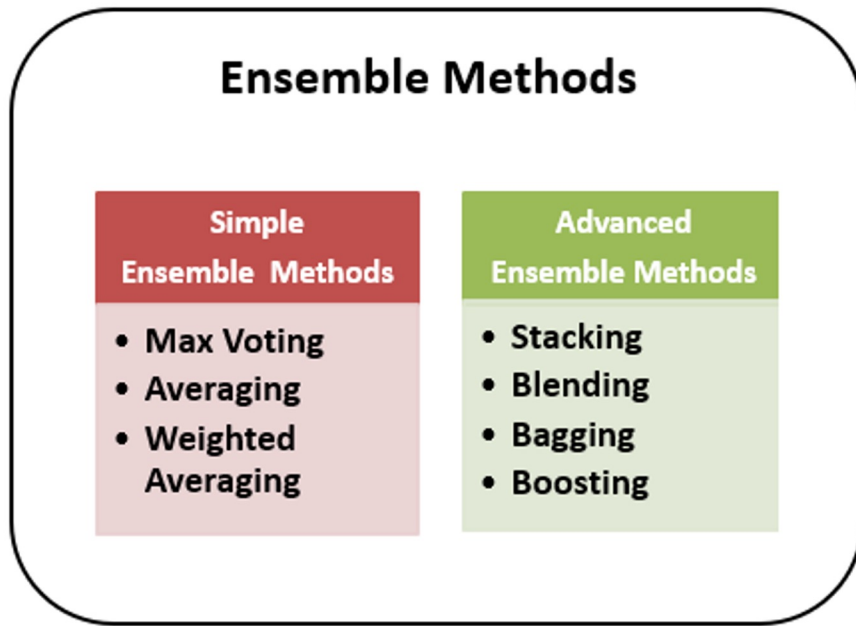 Ensemble Methods
Simple
Ensemble Methods
• Max Voting
• Averaging
• Weighted
Averaging
Advanced
Ensemble Methods
• Stacking
• Blending
• Bagging
• Boosting